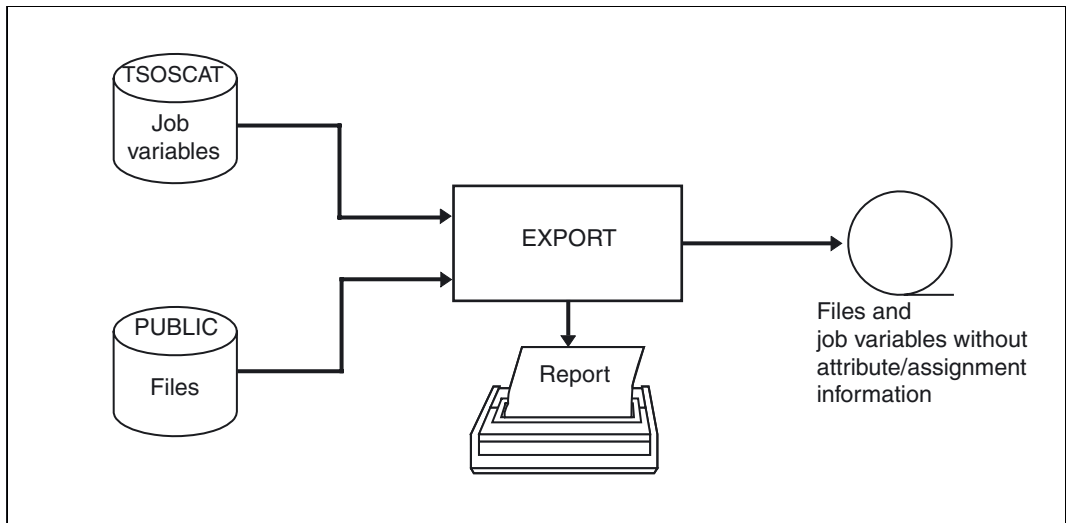 TSOSCAT
Job
variables
EXPORT
PUBLIC
Files
Report
Files and
job variables without
attribute/assignment
information